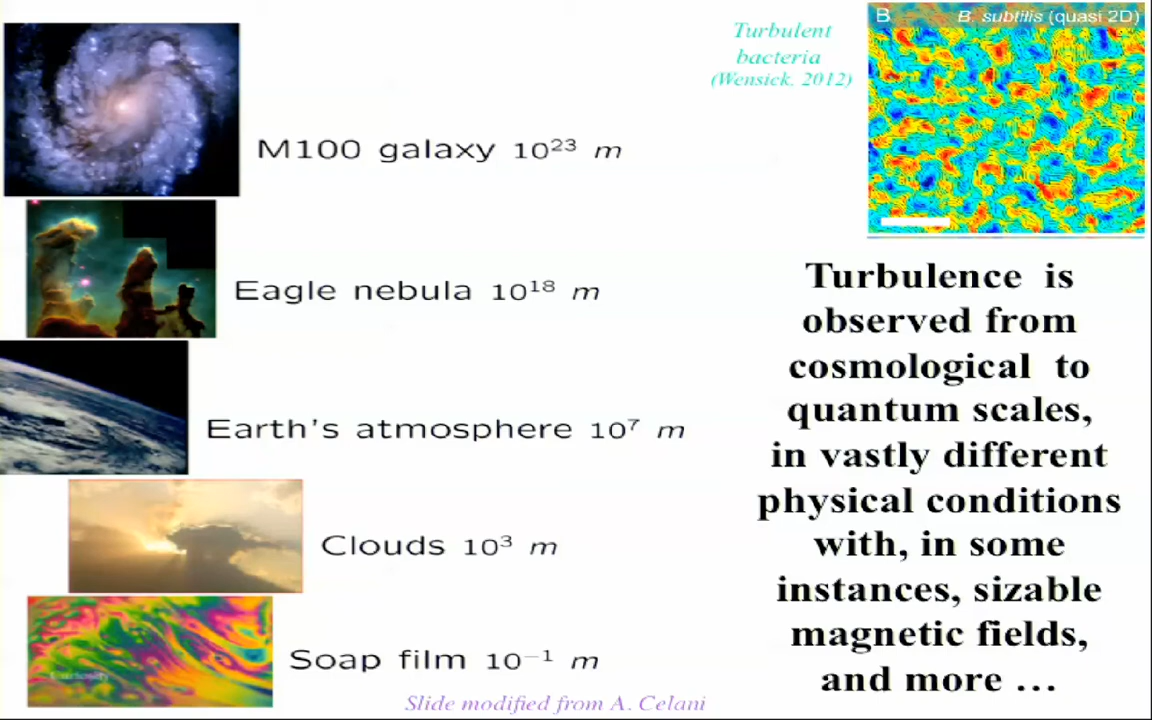 B B. subtilis (quasi 2D)
Turbulent
bacteria
(Wensick, 2012)
M100 galaxy 10²³ m
Eagle nebula 10¹⁸ m
Earth's atmosphere 10⁷ m
Clouds 10³ m
Soap film 10⁻¹ m
Turbulence is
observed from
cosmological to
quantum scales,
in vastly different
physical conditions
with, in some
instances, sizable
magnetic fields,
and more ...
Slide modified from A. Celani